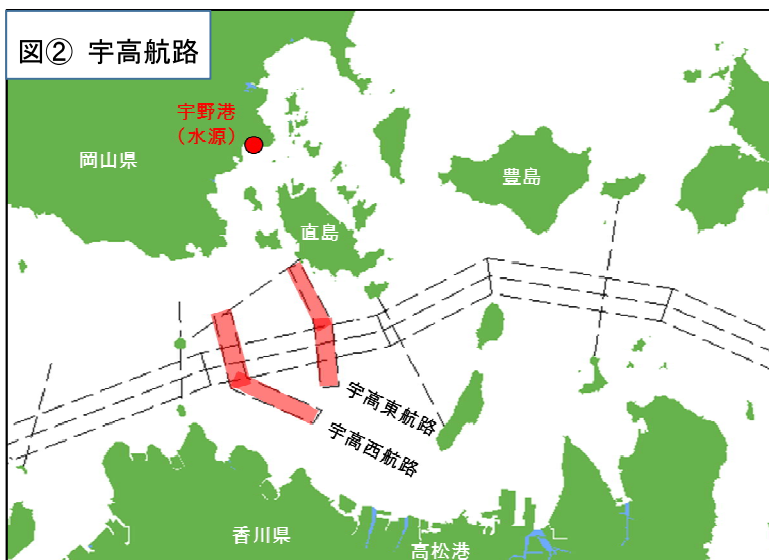 図② 宇高航路
宇野港
（水源）
岡山県
豊島
直島
宇高東航路
宇高西航路
香川県
高松港